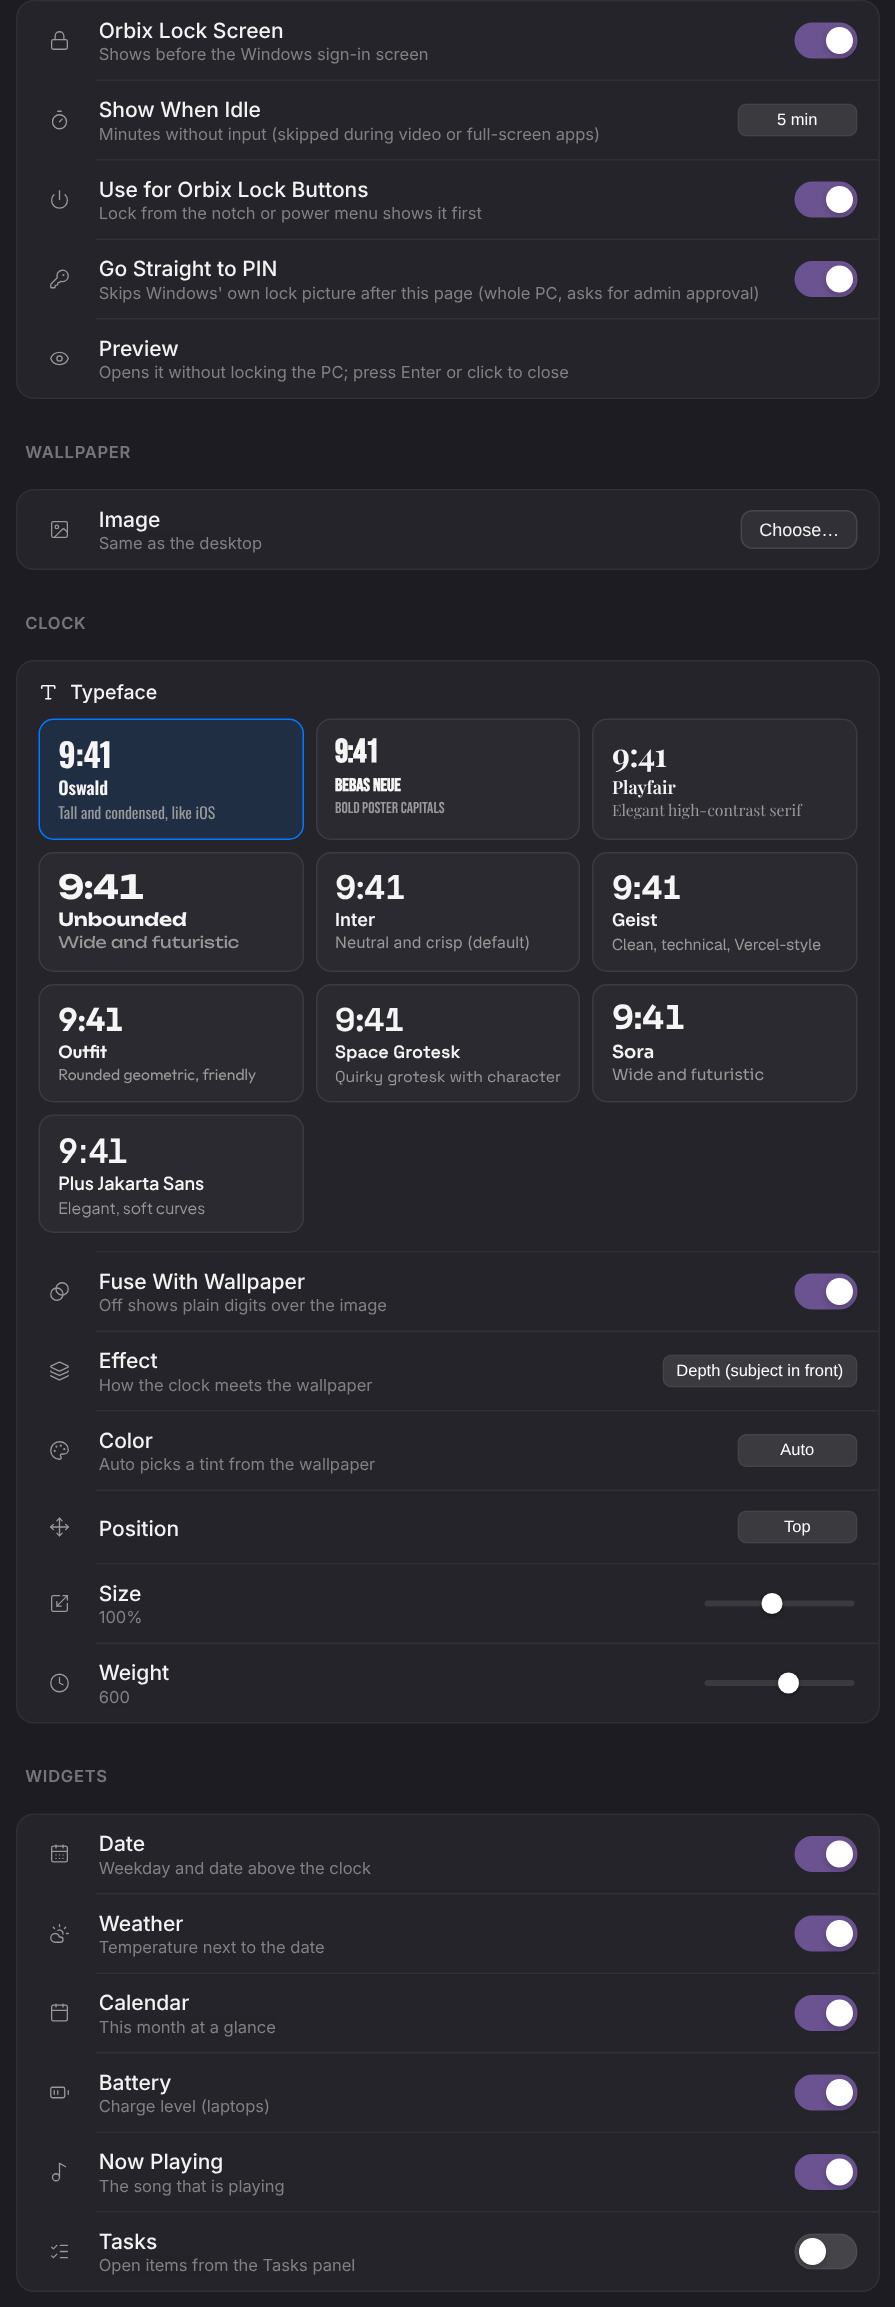 Orbix Lock Screen
Shows before the Windows sign-in screen
Show When Idle
Minutes without input (skipped during video or full-screen apps)
5 min
Use for Orbix Lock Buttons
Lock from the notch or power menu shows it first
Go Straight to PIN
Skips Windows' own lock picture after this page (whole PC, asks for admin approval)
Preview
Opens it without locking the PC; press Enter or click to close
WALLPAPER
Image
Same as the desktop
Choose...
CLOCK
Typeface
9:41
Oswald
Tall and condensed, like iOS
9:41
BEBAS NEUE
BOLD POSTER CAPITALS
9:41
Playfair
Elegant high-contrast serif
9:41
Unbounded
Wide and futuristic
9:41
Inter
Neutral and crisp (default)
9:41
Geist
Clean, technical, Vercel-style
9:41
Outfit
Rounded geometric, friendly
9:41
Space Grotesk
Quirky grotesk with character
9:41
Sora
Wide and futuristic
9:41
Plus Jakarta Sans
Elegant, soft curves
Fuse With Wallpaper
Off shows plain digits over the image
Effect
How the clock meets the wallpaper
Depth (subject in front)
Color
Auto picks a tint from the wallpaper
Auto
Position
Top
Size
100%
Weight
600
WIDGETS
Date
Weekday and date above the clock
Weather
Temperature next to the date
Calendar
This month at a glance
Battery
Charge level (laptops)
Now Playing
The song that is playing
Tasks
Open items from the Tasks panel